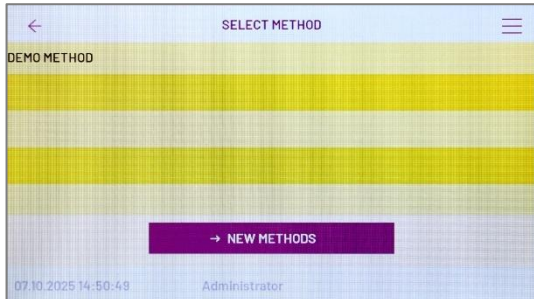 SELECT METHOD
DEMO METHOD
→ NEW METHODS
07.10.2025 14:50:49 Administrator